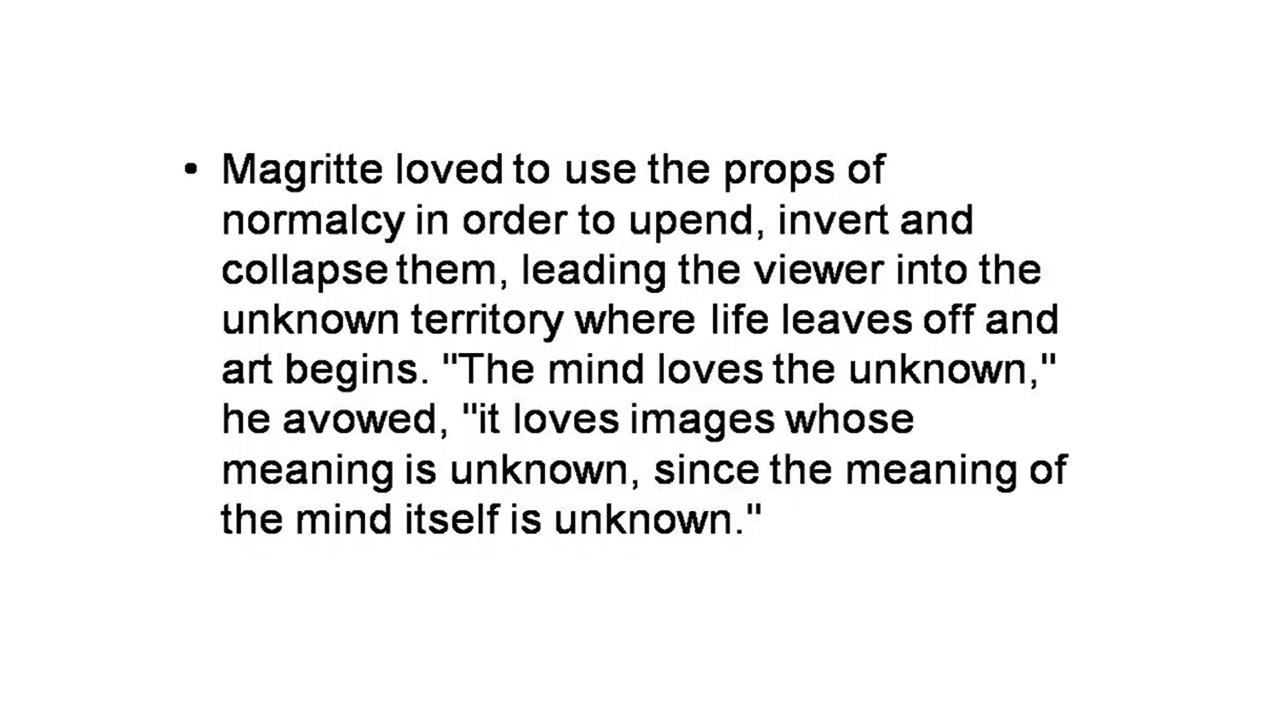 • Magritte loved to use the props of
normalcy in order to upend, invert and
collapse them, leading the viewer into the
unknown territory where life leaves off and
art begins. "The mind loves the unknown,"
he avowed, "it loves images whose
meaning is unknown, since the meaning of
the mind itself is unknown."